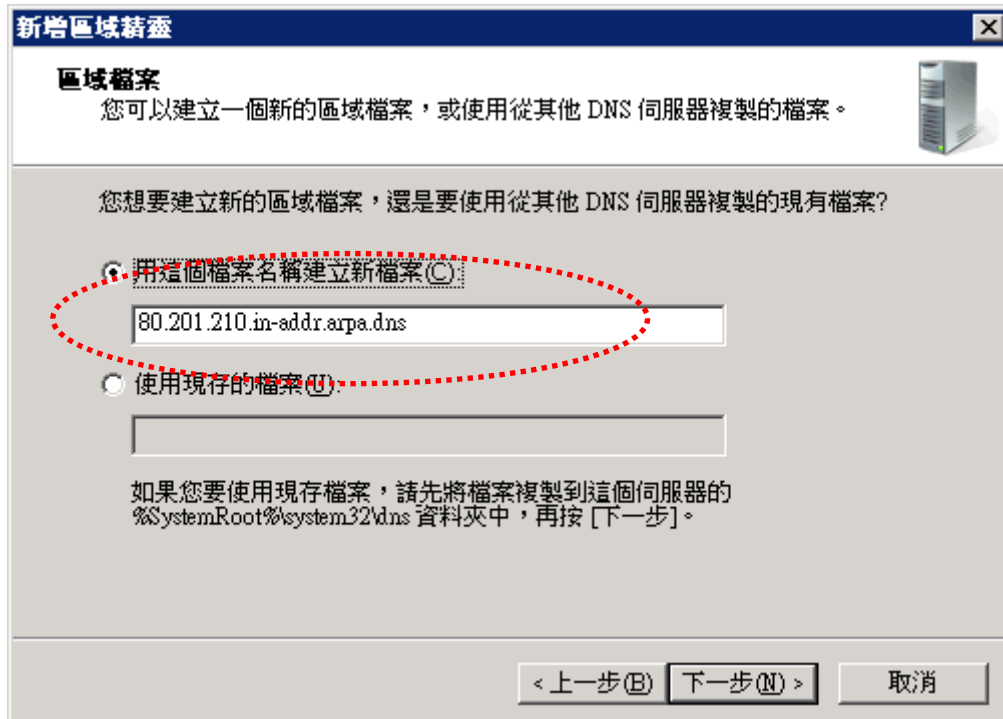 新增區域精靈
區域檔案
您可以建立一個新的區域檔案，或使用從其他 DNS 伺服器複製的檔案。
您想要建立新的區域檔案，還是要使用從其他 DNS 伺服器複製的現有檔案?
用這個檔案名稱建立新檔案(C):
80.201.210.in-addr.arpa.dns
使用現存的檔案(U):
如果您要使用現存檔案，請先將檔案複製到這個伺服器的
%SystemRoot%\system32\dns 資料夾中，再按 [下一步]。
< 上一步(B) 下一步(N) > 取消